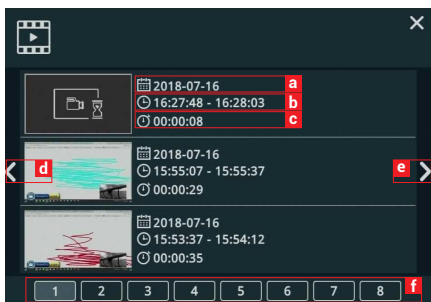 2018-07-16 a
16:27:48 - 16:28:03 b
00:00:08 c
2018-07-16
15:55:07 - 15:55:37
00:00:29
d
e
2018-07-16
15:53:37 - 15:54:12
00:00:35
1 2 3 4 5 6 7 8 f